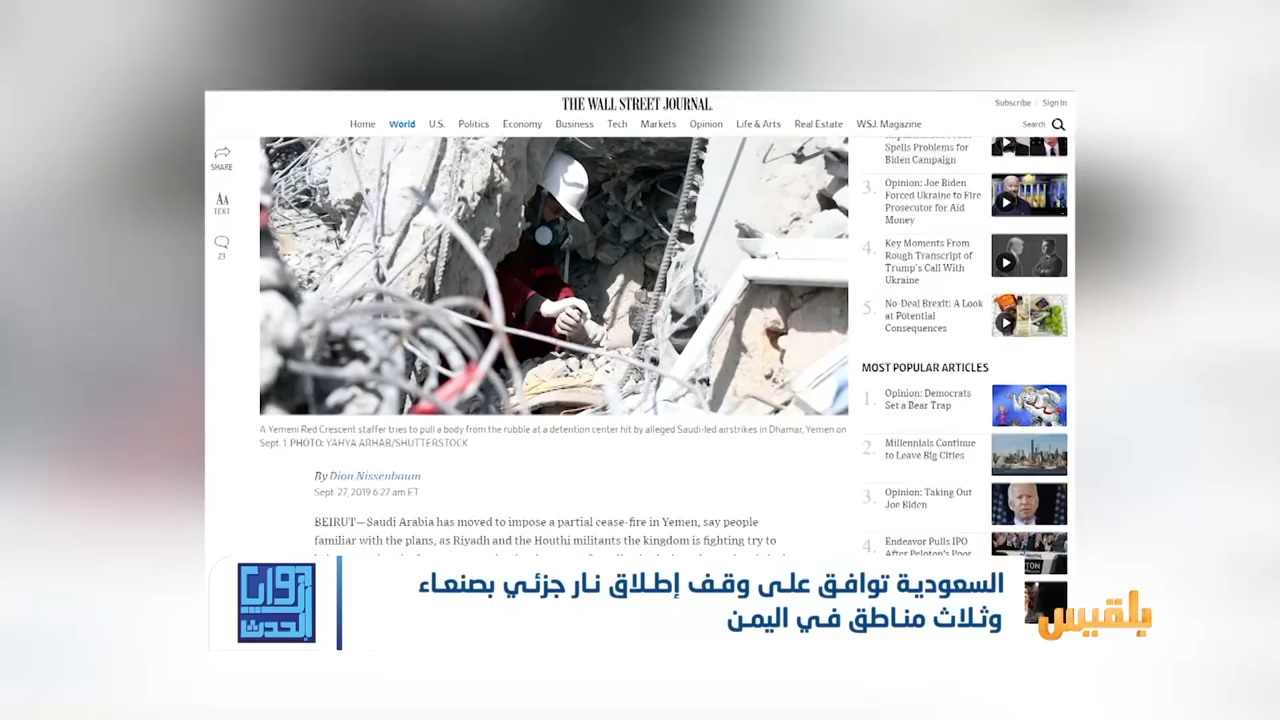 THE WALL STREET JOURNAL.
Subscribe | Sign In
Home World U.S. Politics Economy Business Tech Markets Opinion Life & Arts Real Estate WSJ. Magazine
Search
SHARE
AA
TEXT
23
Spells Problems for
Biden Campaign
3. Opinion: Joe Biden
Forced Ukraine to Fire
Prosecutor for Aid
Money
4. Key Moments From
Rough Transcript of
Trump's Call With
Ukraine
5. No-Deal Brexit: A Look
at Potential
Consequences
MOST POPULAR ARTICLES
1. Opinion: Democrats
Set a Bear Trap
2. Millennials Continue
to Leave Big Cities
3. Opinion: Taking Out
Joe Biden
4. Endeavor Pulls IPO
After Peloton's Poor
A Yemeni Red Crescent staffer tries to pull a body from the rubble at a detention center hit by alleged Saudi-led airstrikes in Dhamar, Yemen on
Sept. 1. PHOTO: YAHYA ARHAB/SHUTTERSTOCK
By Dion Nissenbaum
Sept. 27, 2019 6:27 am ET
BEIRUT—Saudi Arabia has moved to impose a partial cease-fire in Yemen, say people
familiar with the plans, as Riyadh and the Houthi militants the kingdom is fighting try to
زوايا
الحدث
السعودية توافق على وقف إطلاق نار جزئي بصنعاء
وثلاث مناطق في اليمن
بلقيس